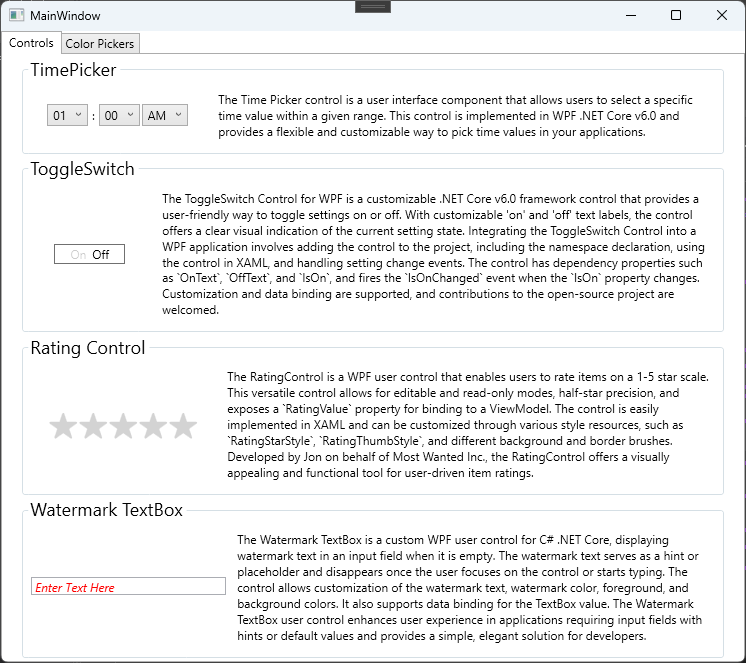 MainWindow
Controls Color Pickers
TimePicker
01 : 00 AM
The Time Picker control is a user interface component that allows users to select a specific
time value within a given range. This control is implemented in WPF .NET Core v6.0 and
provides a flexible and customizable way to pick time values in your applications.
ToggleSwitch
On Off
The ToggleSwitch Control for WPF is a customizable .NET Core v6.0 framework control that provides a
user-friendly way to toggle settings on or off. With customizable 'on' and 'off' text labels, the control
offers a clear visual indication of the current setting state. Integrating the ToggleSwitch Control into a
WPF application involves adding the control to the project, including the namespace declaration, using
the control in XAML, and handling setting change events. The control has dependency properties such
as `OnText`, `OffText`, and `IsOn`, and fires the `IsOnChanged` event when the `IsOn` property changes.
Customization and data binding are supported, and contributions to the open-source project are
welcomed.
Rating Control
The RatingControl is a WPF user control that enables users to rate items on a 1-5 star scale.
This versatile control allows for editable and read-only modes, half-star precision, and
exposes a `RatingValue` property for binding to a ViewModel. The control is easily
implemented in XAML and can be customized through various style resources, such as
`RatingStarStyle`, `RatingThumbStyle`, and different background and border brushes.
Developed by Jon on behalf of Most Wanted Inc., the RatingControl offers a visually
appealing and functional tool for user-driven item ratings.
Watermark TextBox
Enter Text Here
The Watermark TextBox is a custom WPF user control for C# .NET Core, displaying
watermark text in an input field when it is empty. The watermark text serves as a hint or
placeholder and disappears once the user focuses on the control or starts typing. The
control allows customization of the watermark text, watermark color, foreground, and
background colors. It also supports data binding for the TextBox value. The Watermark
TextBox user control enhances user experience in applications requiring input fields with
hints or default values and provides a simple, elegant solution for developers.